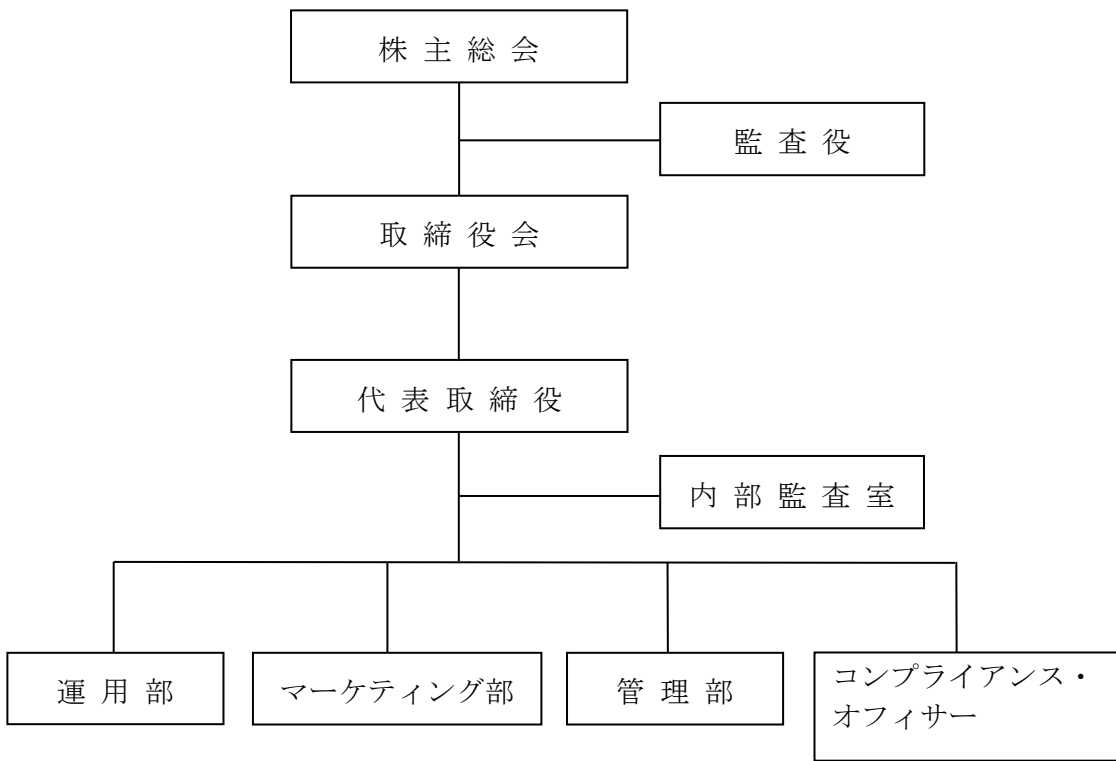 株主総会
監査役
取締役会
代表取締役
内部監査室
運用部
マーケティング部
管理部
コンプライアンス・
オフィサー